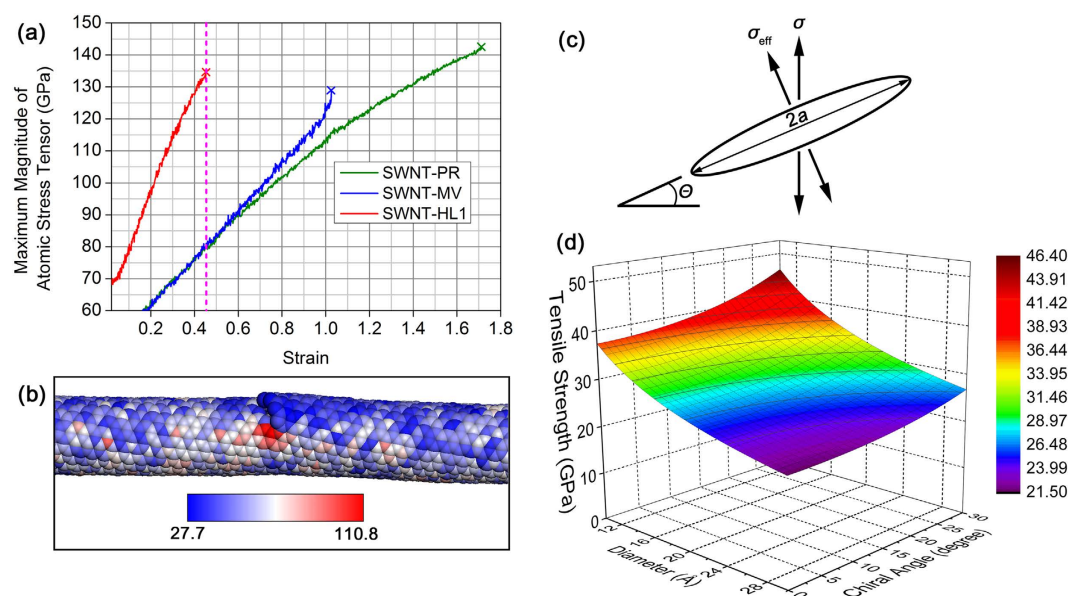 (a)
150
140
130
120
110
100
90
80
70
60
Maximum Magnitude of
Atomic Stress Tensor (GPa)
SWNT-PR
SWNT-MV
SWNT-HL1
0.2 0.4 0.6 0.8 1.0 1.2 1.4 1.6 1.8
Strain
(b)
27.7 110.8
(c)
σeff
σ
2a
Θ
(d)
50
40
30
20
10
0
Tensile Strength (GPa)
12 16 20 24 28
Diameter (Å)
0 5 10 15 20 25 30
Chiral Angle (degree)
46.40
43.91
41.42
38.93
36.44
33.95
31.46
28.97
26.48
23.99
21.50